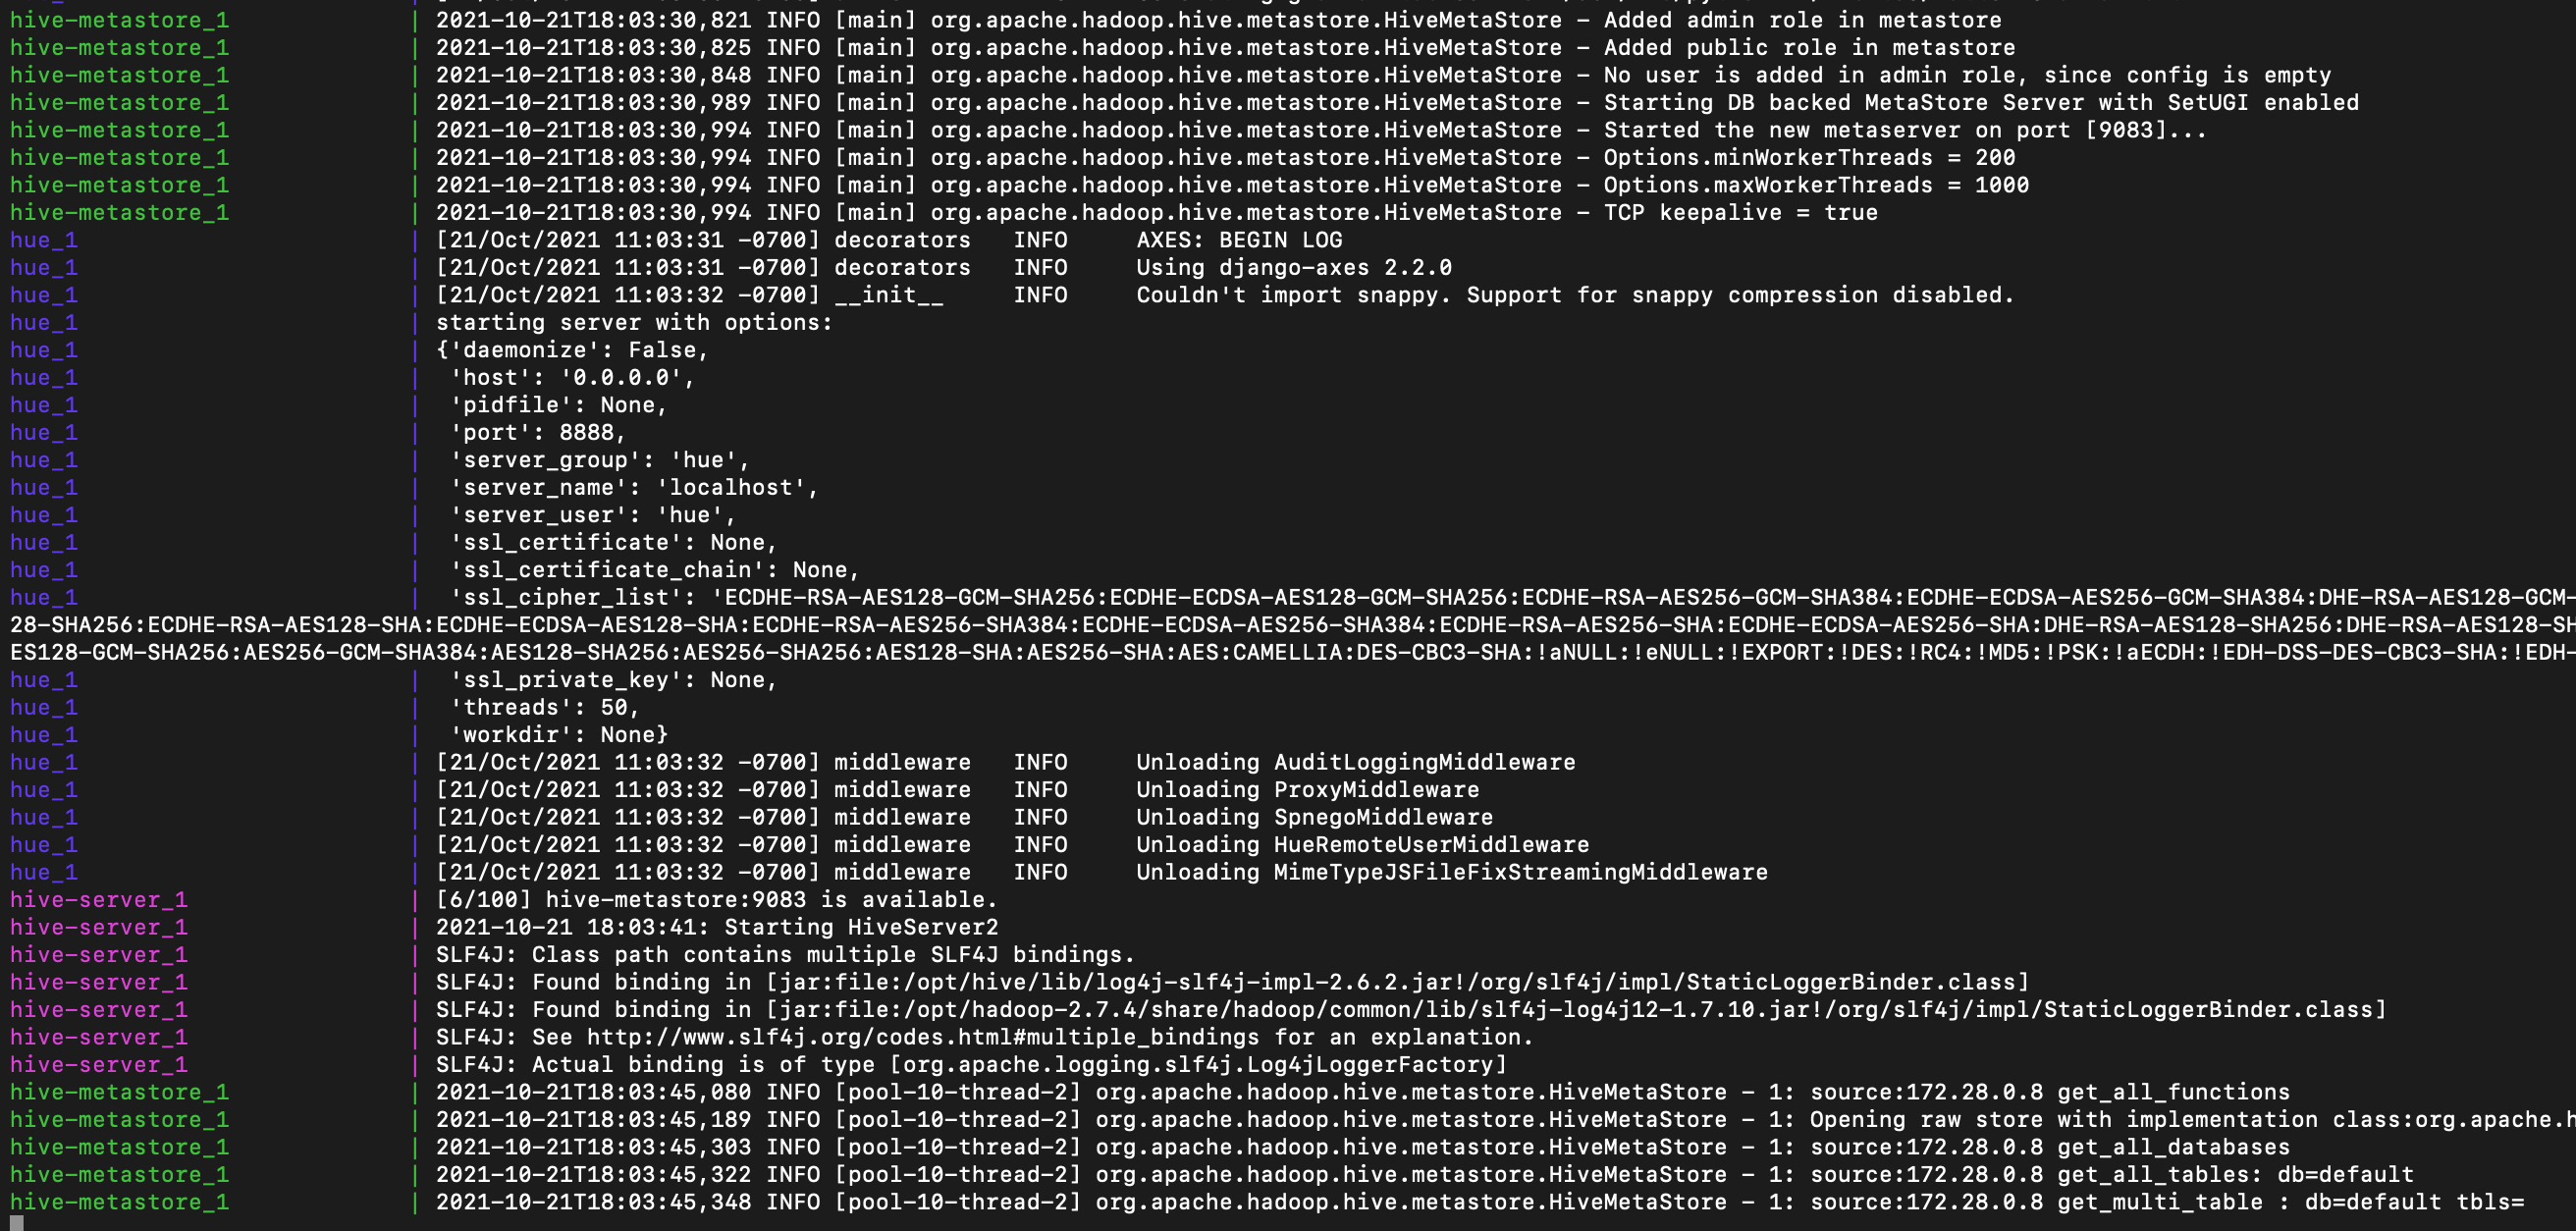 hive-metastore_1 | 2021-10-21T18:03:30,821 INFO [main] org.apache.hadoop.hive.metastore.HiveMetaStore - Added admin role in metastore
hive-metastore_1 | 2021-10-21T18:03:30,825 INFO [main] org.apache.hadoop.hive.metastore.HiveMetaStore - Added public role in metastore
hive-metastore_1 | 2021-10-21T18:03:30,848 INFO [main] org.apache.hadoop.hive.metastore.HiveMetaStore - No user is added in admin role, since config is empty
hive-metastore_1 | 2021-10-21T18:03:30,989 INFO [main] org.apache.hadoop.hive.metastore.HiveMetaStore - Starting DB backed MetaStore Server with SetUGI enabled
hive-metastore_1 | 2021-10-21T18:03:30,994 INFO [main] org.apache.hadoop.hive.metastore.HiveMetaStore - Started the new metaserver on port [9083]...
hive-metastore_1 | 2021-10-21T18:03:30,994 INFO [main] org.apache.hadoop.hive.metastore.HiveMetaStore - Options.minWorkerThreads = 200
hive-metastore_1 | 2021-10-21T18:03:30,994 INFO [main] org.apache.hadoop.hive.metastore.HiveMetaStore - Options.maxWorkerThreads = 1000
hive-metastore_1 | 2021-10-21T18:03:30,994 INFO [main] org.apache.hadoop.hive.metastore.HiveMetaStore - TCP keepalive = true
hue_1 | [21/Oct/2021 11:03:31 -0700] decorators INFO AXES: BEGIN LOG
hue_1 | [21/Oct/2021 11:03:31 -0700] decorators INFO Using django-axes 2.2.0
hue_1 | [21/Oct/2021 11:03:32 -0700] __init__ INFO Couldn't import snappy. Support for snappy compression disabled.
hue_1 | starting server with options:
hue_1 | {'daemonize': False,
hue_1 | 'host': '0.0.0.0',
hue_1 | 'pidfile': None,
hue_1 | 'port': 8888,
hue_1 | 'server_group': 'hue',
hue_1 | 'server_name': 'localhost',
hue_1 | 'server_user': 'hue',
hue_1 | 'ssl_certificate': None,
hue_1 | 'ssl_certificate_chain': None,
hue_1 | 'ssl_cipher_list': 'ECDHE-RSA-AES128-GCM-SHA256:ECDHE-ECDSA-AES128-GCM-SHA256:ECDHE-RSA-AES256-GCM-SHA384:ECDHE-ECDSA-AES256-GCM-SHA384:DHE-RSA-AES128-GCM-
28-SHA256:ECDHE-RSA-AES128-SHA:ECDHE-ECDSA-AES128-SHA:ECDHE-RSA-AES256-SHA384:ECDHE-ECDSA-AES256-SHA384:ECDHE-RSA-AES256-SHA:ECDHE-ECDSA-AES256-SHA:DHE-RSA-AES128-SHA256:DHE-RSA-AES128-SH
ES128-GCM-SHA256:AES256-GCM-SHA384:AES128-SHA256:AES256-SHA256:AES128-SHA:AES256-SHA:AES:CAMELLIA:DES-CBC3-SHA:!aNULL:!eNULL:!EXPORT:!DES:!RC4:!MD5:!PSK:!aECDH:!EDH-DSS-DES-CBC3-SHA:!EDH-
hue_1 | 'ssl_private_key': None,
hue_1 | 'threads': 50,
hue_1 | 'workdir': None}
hue_1 | [21/Oct/2021 11:03:32 -0700] middleware INFO Unloading AuditLoggingMiddleware
hue_1 | [21/Oct/2021 11:03:32 -0700] middleware INFO Unloading ProxyMiddleware
hue_1 | [21/Oct/2021 11:03:32 -0700] middleware INFO Unloading SpnegoMiddleware
hue_1 | [21/Oct/2021 11:03:32 -0700] middleware INFO Unloading HueRemoteUserMiddleware
hue_1 | [21/Oct/2021 11:03:32 -0700] middleware INFO Unloading MimeTypeJSFileFixStreamingMiddleware
hive-server_1 | [6/100] hive-metastore:9083 is available.
hive-server_1 | 2021-10-21 18:03:41: Starting HiveServer2
hive-server_1 | SLF4J: Class path contains multiple SLF4J bindings.
hive-server_1 | SLF4J: Found binding in [jar:file:/opt/hive/lib/log4j-slf4j-impl-2.6.2.jar!/org/slf4j/impl/StaticLoggerBinder.class]
hive-server_1 | SLF4J: Found binding in [jar:file:/opt/hadoop-2.7.4/share/hadoop/common/lib/slf4j-log4j12-1.7.10.jar!/org/slf4j/impl/StaticLoggerBinder.class]
hive-server_1 | SLF4J: See http://www.slf4j.org/codes.html#multiple_bindings for an explanation.
hive-server_1 | SLF4J: Actual binding is of type [org.apache.logging.slf4j.Log4jLoggerFactory]
hive-metastore_1 | 2021-10-21T18:03:45,080 INFO [pool-10-thread-2] org.apache.hadoop.hive.metastore.HiveMetaStore - 1: source:172.28.0.8 get_all_functions
hive-metastore_1 | 2021-10-21T18:03:45,189 INFO [pool-10-thread-2] org.apache.hadoop.hive.metastore.HiveMetaStore - 1: Opening raw store with implementation class:org.apache.h
hive-metastore_1 | 2021-10-21T18:03:45,303 INFO [pool-10-thread-2] org.apache.hadoop.hive.metastore.HiveMetaStore - 1: source:172.28.0.8 get_all_databases
hive-metastore_1 | 2021-10-21T18:03:45,322 INFO [pool-10-thread-2] org.apache.hadoop.hive.metastore.HiveMetaStore - 1: source:172.28.0.8 get_all_tables: db=default
hive-metastore_1 | 2021-10-21T18:03:45,348 INFO [pool-10-thread-2] org.apache.hadoop.hive.metastore.HiveMetaStore - 1: source:172.28.0.8 get_multi_table : db=default tbls=